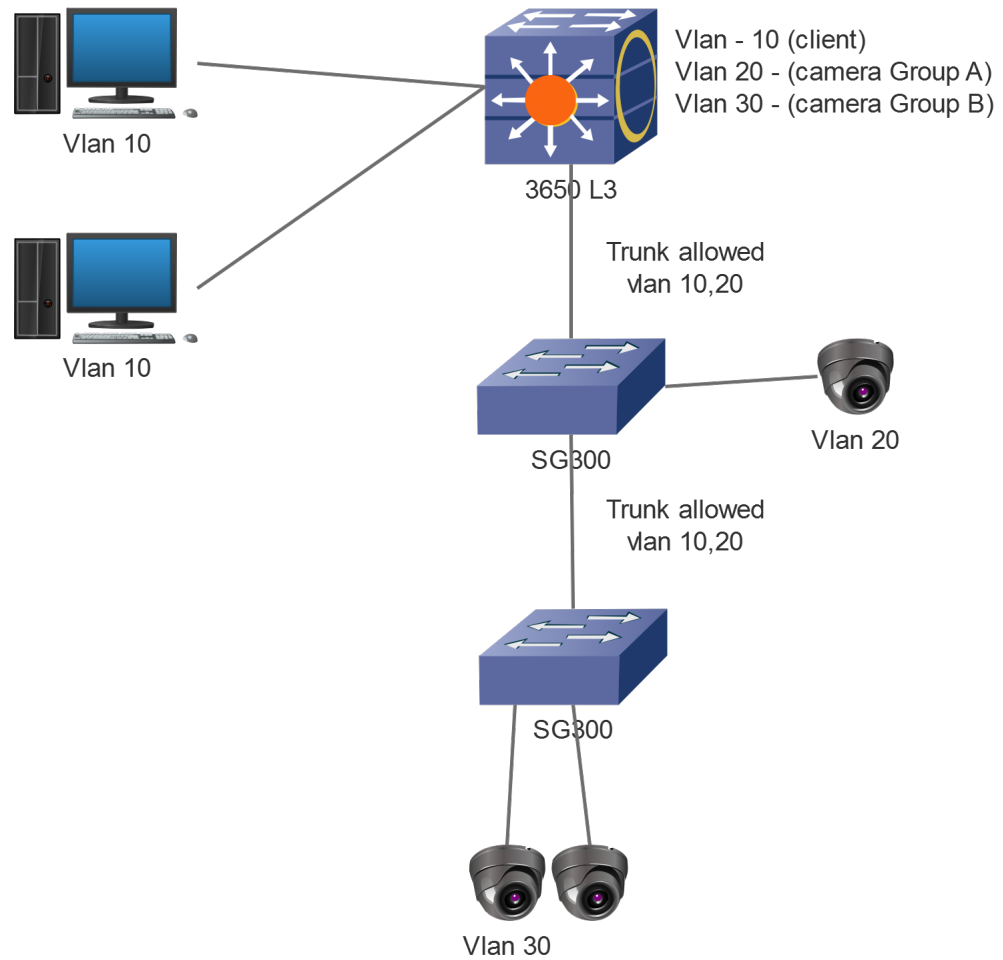 Vlan - 10 (client)
Vlan 20 - (camera Group A)
Vlan 30 - (camera Group B)
Vlan 10
3650 L3
Trunk allowed
vlan 10,20
Vlan 10
Vlan 20
SG300
Trunk allowed
vlan 10,20
SG300
Vlan 30